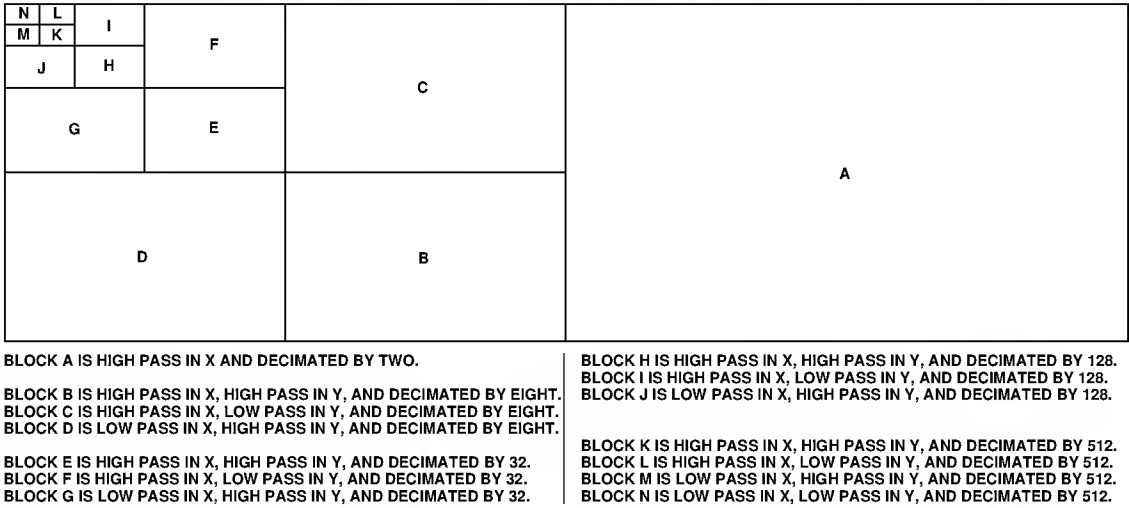 N L
I
F
M K
J
H
C
G
E
A
D
B
BLOCK A IS HIGH PASS IN X AND DECIMATED BY TWO.
BLOCK B IS HIGH PASS IN X, HIGH PASS IN Y, AND DECIMATED BY EIGHT.
BLOCK C IS HIGH PASS IN X, LOW PASS IN Y, AND DECIMATED BY EIGHT.
BLOCK D IS LOW PASS IN X, HIGH PASS IN Y, AND DECIMATED BY EIGHT.
BLOCK E IS HIGH PASS IN X, HIGH PASS IN Y, AND DECIMATED BY 32.
BLOCK F IS HIGH PASS IN X, LOW PASS IN Y, AND DECIMATED BY 32.
BLOCK G IS LOW PASS IN X, HIGH PASS IN Y, AND DECIMATED BY 32.
BLOCK H IS HIGH PASS IN X, HIGH PASS IN Y, AND DECIMATED BY 128.
BLOCK I IS HIGH PASS IN X, LOW PASS IN Y, AND DECIMATED BY 128.
BLOCK J IS LOW PASS IN X, HIGH PASS IN Y, AND DECIMATED BY 128.
BLOCK K IS HIGH PASS IN X, HIGH PASS IN Y, AND DECIMATED BY 512.
BLOCK L IS HIGH PASS IN X, LOW PASS IN Y, AND DECIMATED BY 512.
BLOCK M IS LOW PASS IN X, HIGH PASS IN Y, AND DECIMATED BY 512.
BLOCK N IS LOW PASS IN X, LOW PASS IN Y, AND DECIMATED BY 512.